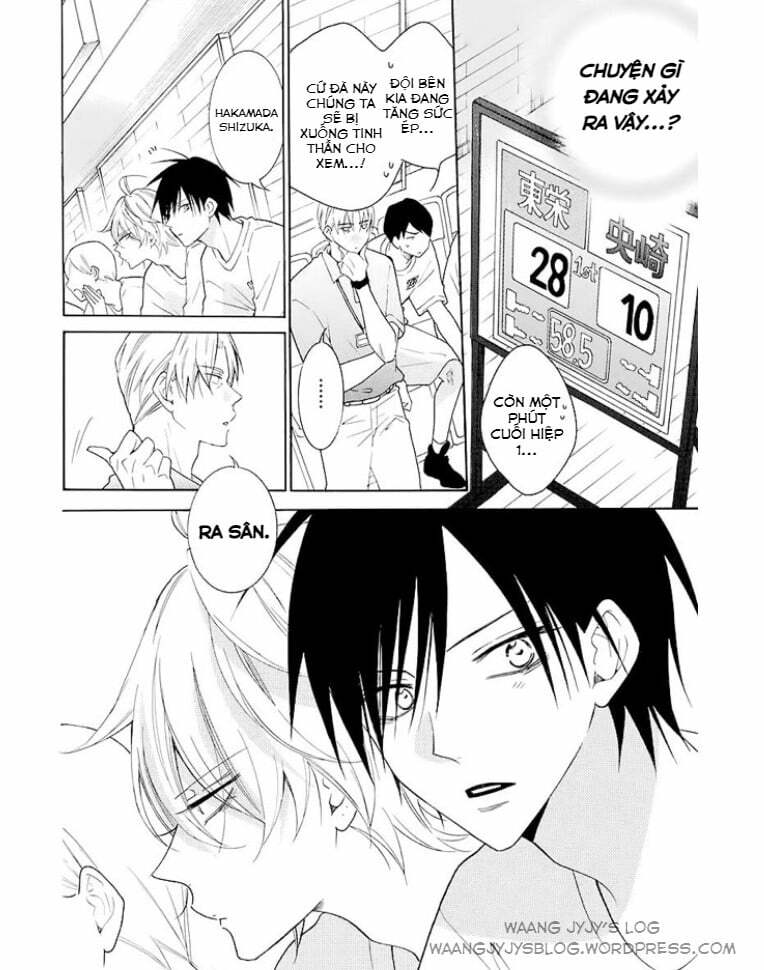 CHUYỆN GÌ
ĐANG XẢY
RA VẬY...?
東栄
央崎
28
1st
10
58.5
CÒN MỘT
PHÚT
CUỐI HIỆP
1...
ĐỘI BÊN
KIA ĐANG
TĂNG SỨC
ÉP...
CỨ ĐÀ NÀY
CHÚNG TA
SẼ BỊ
XUỐNG TINH
THẦN CHO
XEM...!
........
HAKAMADA
SHIZUKA.
RA SÂN.
WAANG JYJY'S LOG
WAANGJYJYSBLOG.WORDPRESS.COM